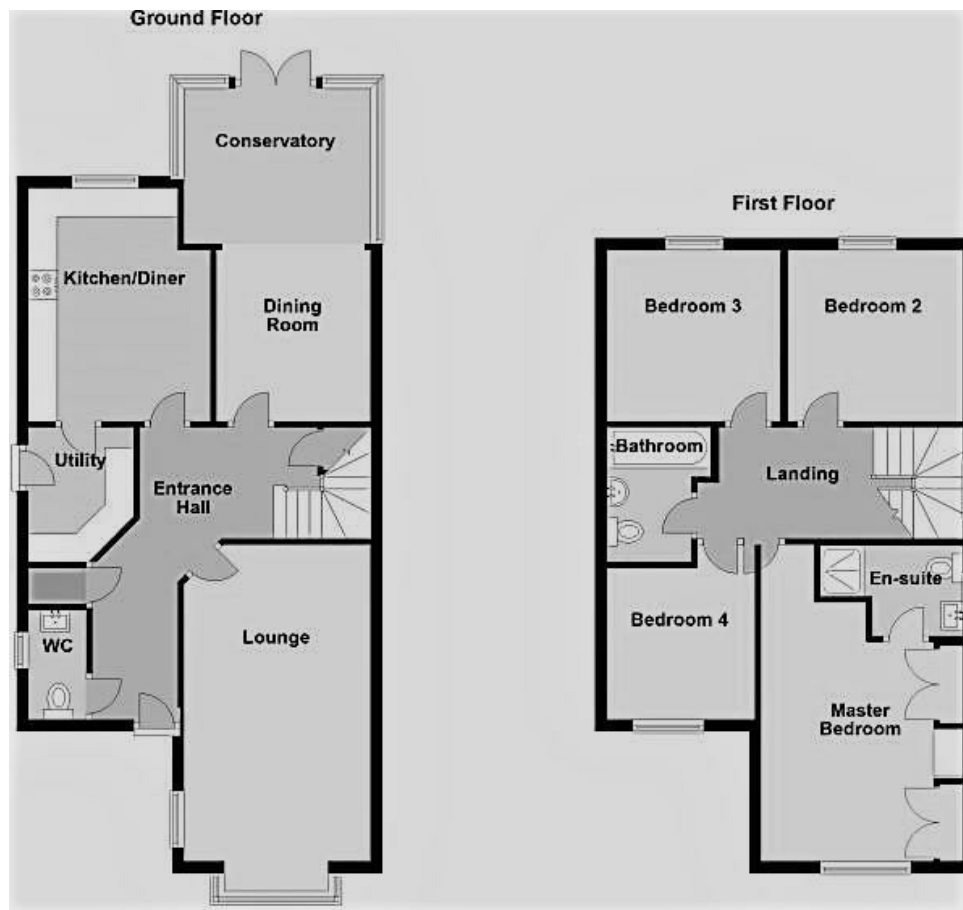 Ground Floor
Conservatory
Kitchen/Diner
Dining
Room
Utility
Entrance
Hall
WC
Lounge
First Floor
Bedroom 3
Bedroom 2
Bathroom
Landing
En-suite
Bedroom 4
Master
Bedroom